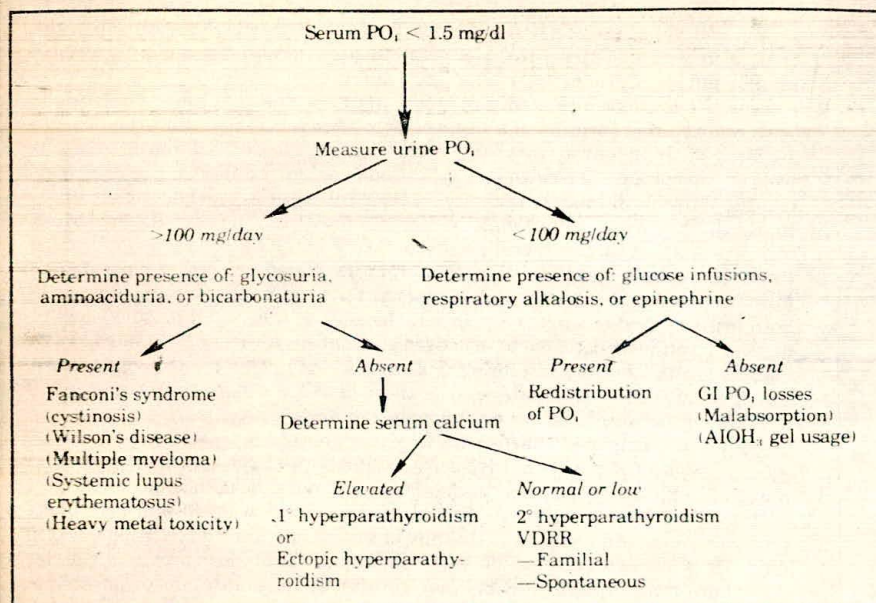 Serum PO₄ < 1.5 mg/dl
Measure urine PO₄
>100 mg/day
<100 mg/day
Determine presence of: glycosuria,
aminoaciduria, or bicarbonaturia
Determine presence of: glucose infusions,
respiratory alkalosis, or epinephrine
Present
Fanconi's syndrome
(cystinosis)
(Wilson's disease)
(Multiple myeloma)
(Systemic lupus
erythematosus)
(Heavy metal toxicity)
Absent
Determine serum calcium
Elevated
1° hyperparathyroidism
or
Ectopic hyperparathy-
roidism
Normal or low
2° hyperparathyroidism
VDRR
—Familial
—Spontaneous
Present
Redistribution
of PO₄
Absent
GI PO₄ losses
(Malabsorption)
(AlOH₃ gel usage)